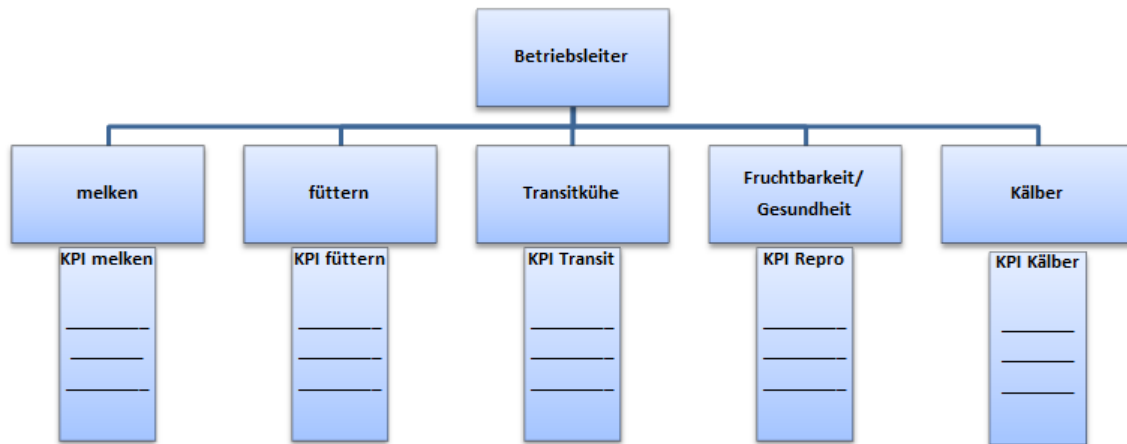 Betriebsleiter
melken
füttern
Transitkühe
Fruchtbarkeit/
Gesundheit
Kälber
KPI melken
KPI füttern
KPI Transit
KPI Repro
KPI Kälber